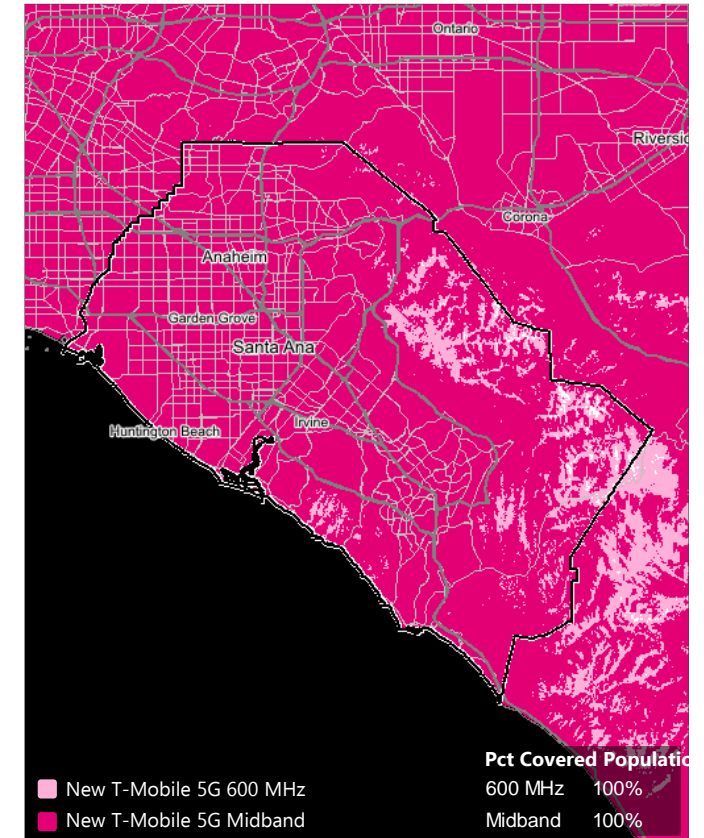 Ontario
Riversid
Corona
Anaheim
Garden Grove
Santa Ana
Irvine
Huntington Beach
Pct Covered Populatio
New T-Mobile 5G 600 MHz 600 MHz 100%
New T-Mobile 5G Midband Midband 100%